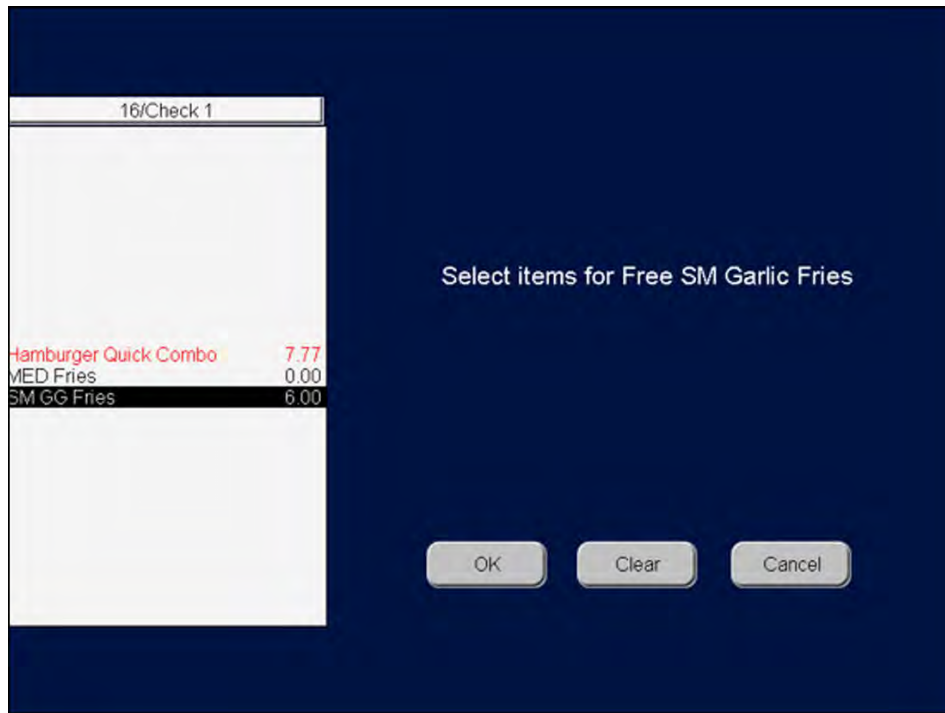 16/Check 1
Select items for Free SM Garlic Fries
Hamburger Quick Combo 7.77
MED Fries 0.00
SM GG Fries 6.00
OK Clear Cancel